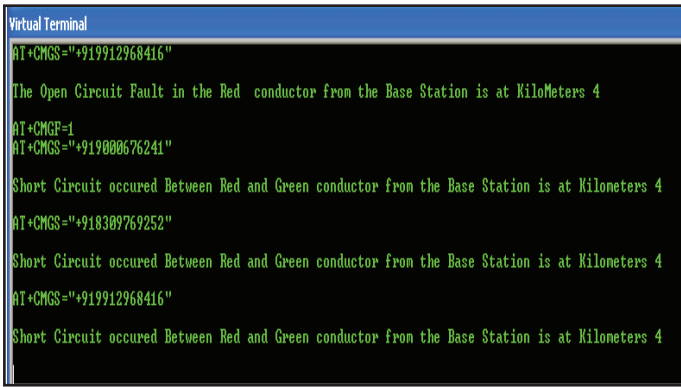 Virtual Terminal
AT+CMGS="+919912968416"
The Open Circuit Fault in the Red conductor from the Base Station is at KiloMeters 4
AT+CMGF=1
AT+CMGS="+919000676241"
Short Circuit occured Between Red and Green conductor from the Base Station is at Kilometers 4
AT+CMGS="+918309769252"
Short Circuit occured Between Red and Green conductor from the Base Station is at Kilometers 4
AT+CMGS="+919912968416"
Short Circuit occured Between Red and Green conductor from the Base Station is at Kilometers 4